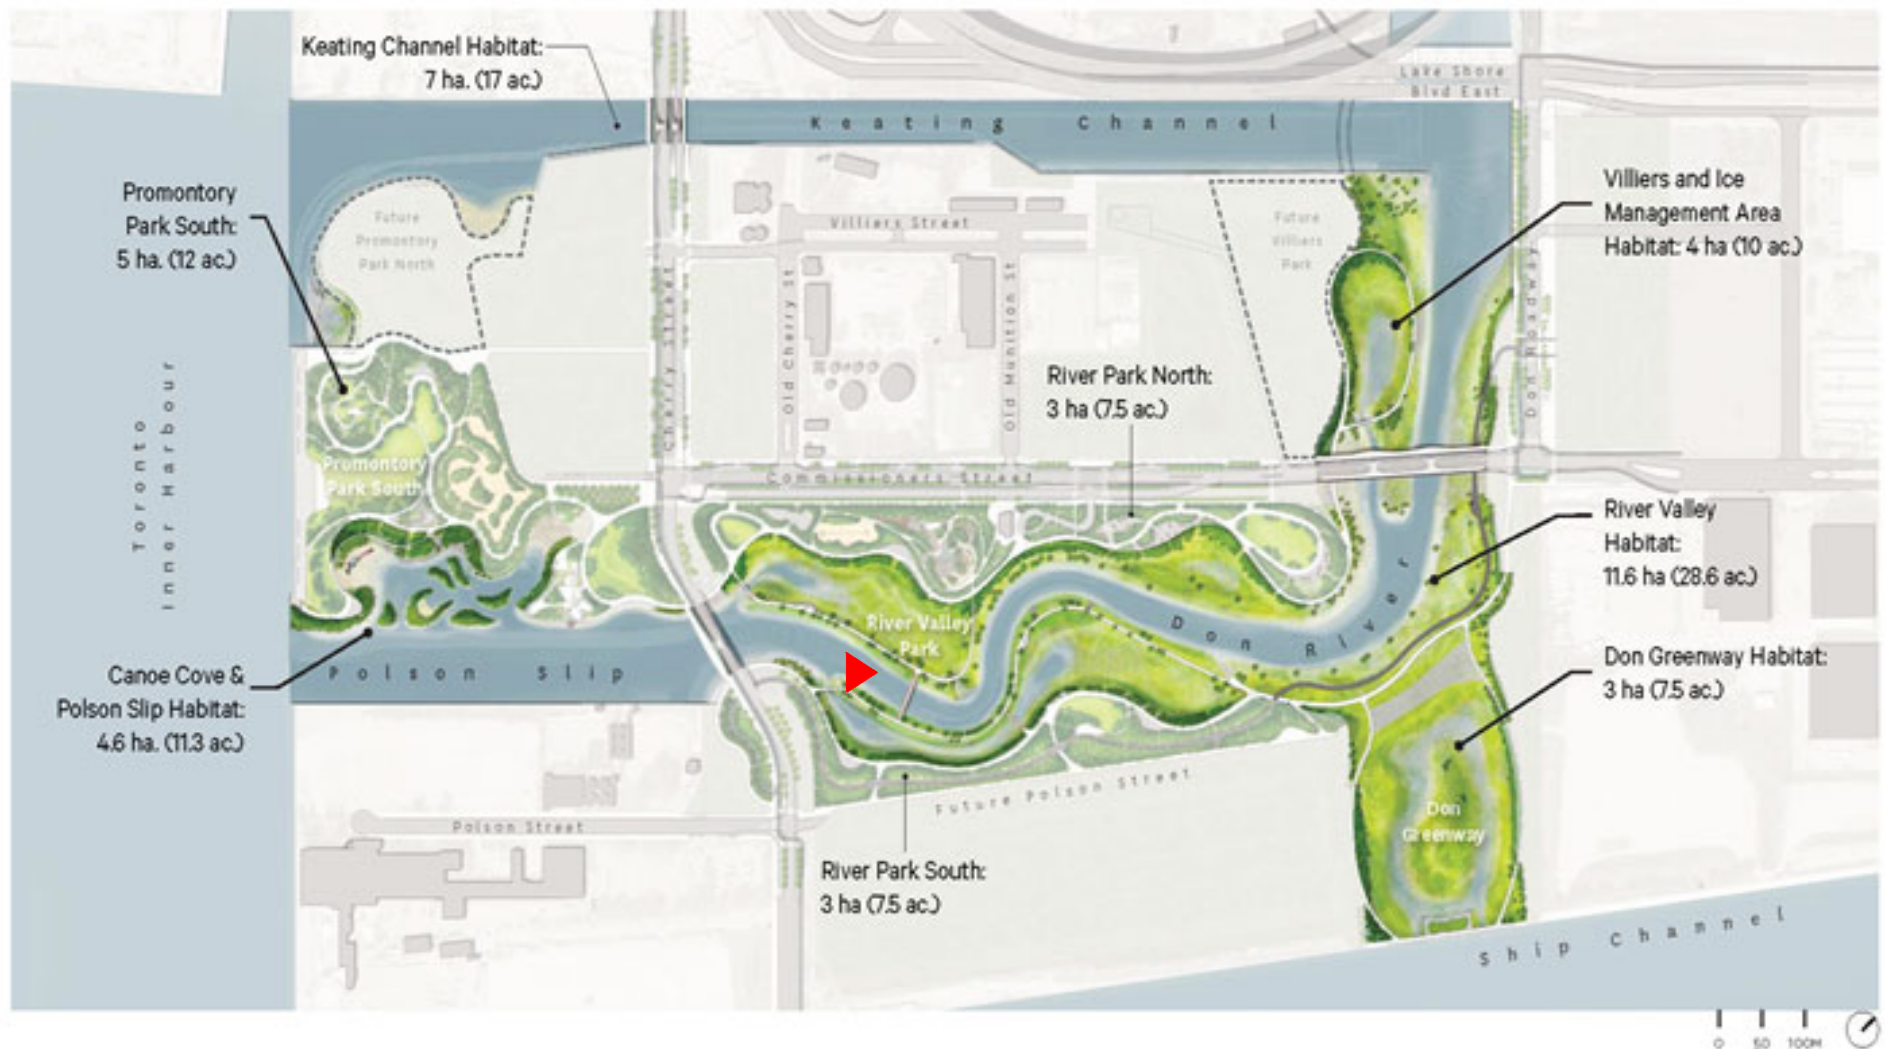 Keating Channel Habitat:
7 ha. (17 ac.)
Lake Shore
Blvd East
Keating Channel
Promontory
Park South:
5 ha. (12 ac.)
Future
Promontory
Park North
Villiers Street
Future
Villiers
Park
Villiers and Ice
Management Area
Habitat: 4 ha (10 ac.)
Cherry Street
Old Cherry St
Old Munition St
Don Roadway
River Park North:
3 ha (7.5 ac.)
Toronto
Inner Harbour
Promontory
Park South
Commissioners Street
River Valley
Habitat:
11.6 ha (28.6 ac.)
River Valley
Park
Don River
Canoe Cove &
Polson Slip Habitat:
4.6 ha. (11.3 ac.)
Polson Slip
Don Greenway Habitat:
3 ha (7.5 ac.)
Future Polson Street
Polson Street
Don
Greenway
River Park South:
3 ha (7.5 ac.)
Ship Channel
0 50 100M